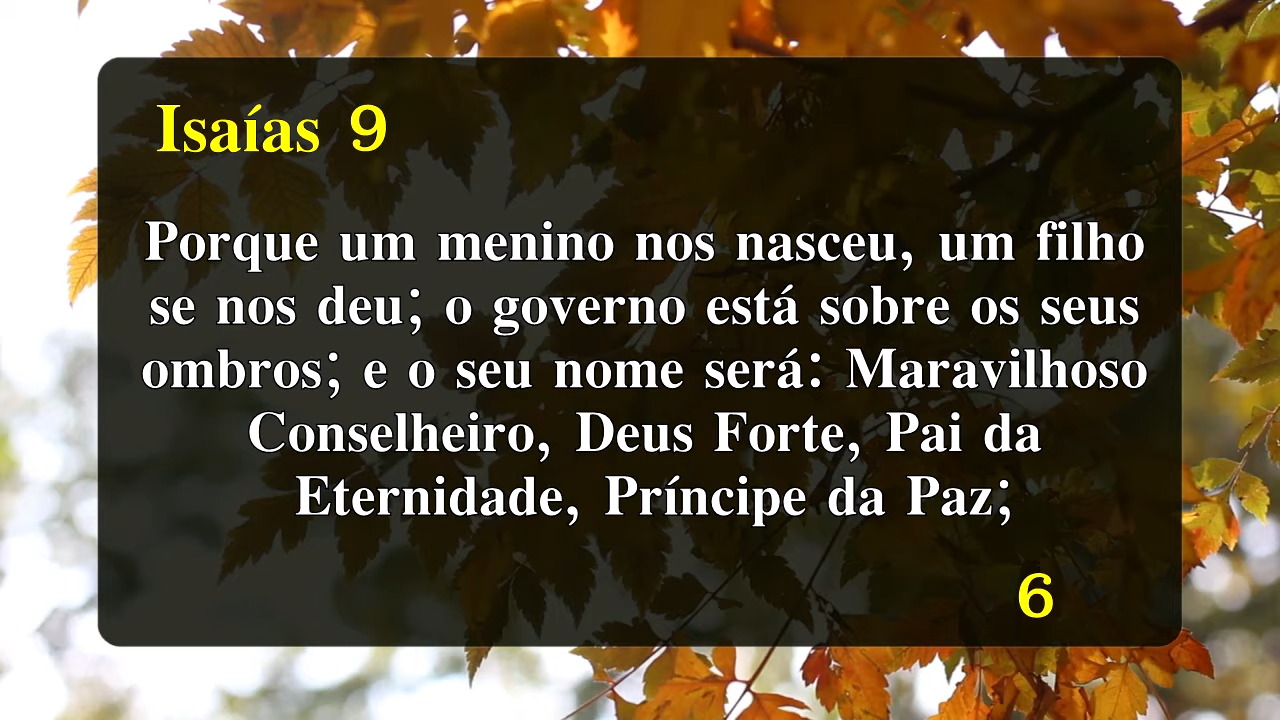 Isaías 9
Porque um menino nos nasceu, um filho
se nos deu; o governo está sobre os seus
ombros; e o seu nome será: Maravilhoso
Conselheiro, Deus Forte, Pai da
Eternidade, Príncipe da Paz;
6